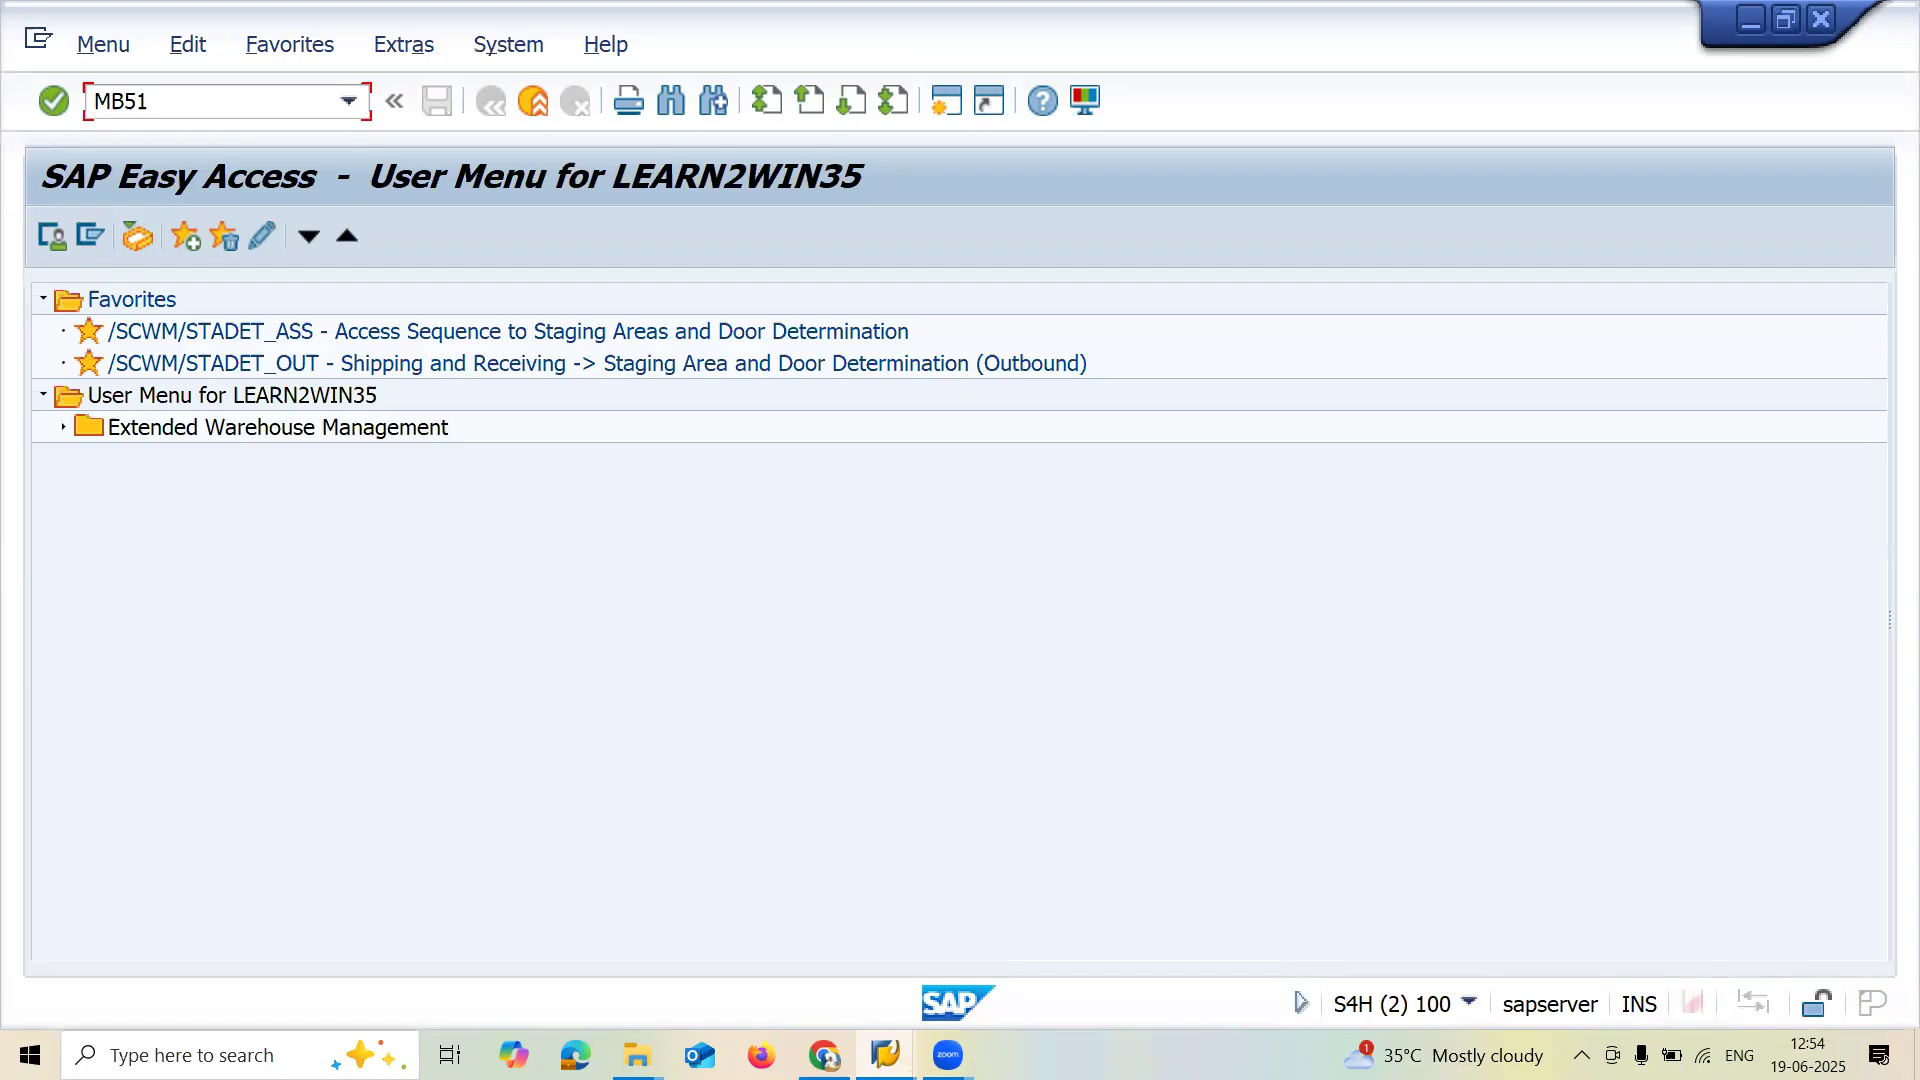 Menu Edit Favorites Extras System Help
MB51
SAP Easy Access - User Menu for LEARN2WIN35
Favorites
/SCWM/STADET_ASS - Access Sequence to Staging Areas and Door Determination
/SCWM/STADET_OUT - Shipping and Receiving -> Staging Area and Door Determination (Outbound)
User Menu for LEARN2WIN35
Extended Warehouse Management
SAP
S4H (2) 100 sapserver INS
Type here to search
zoom
1
35°C Mostly cloudy
ENG
12:54
19-06-2025